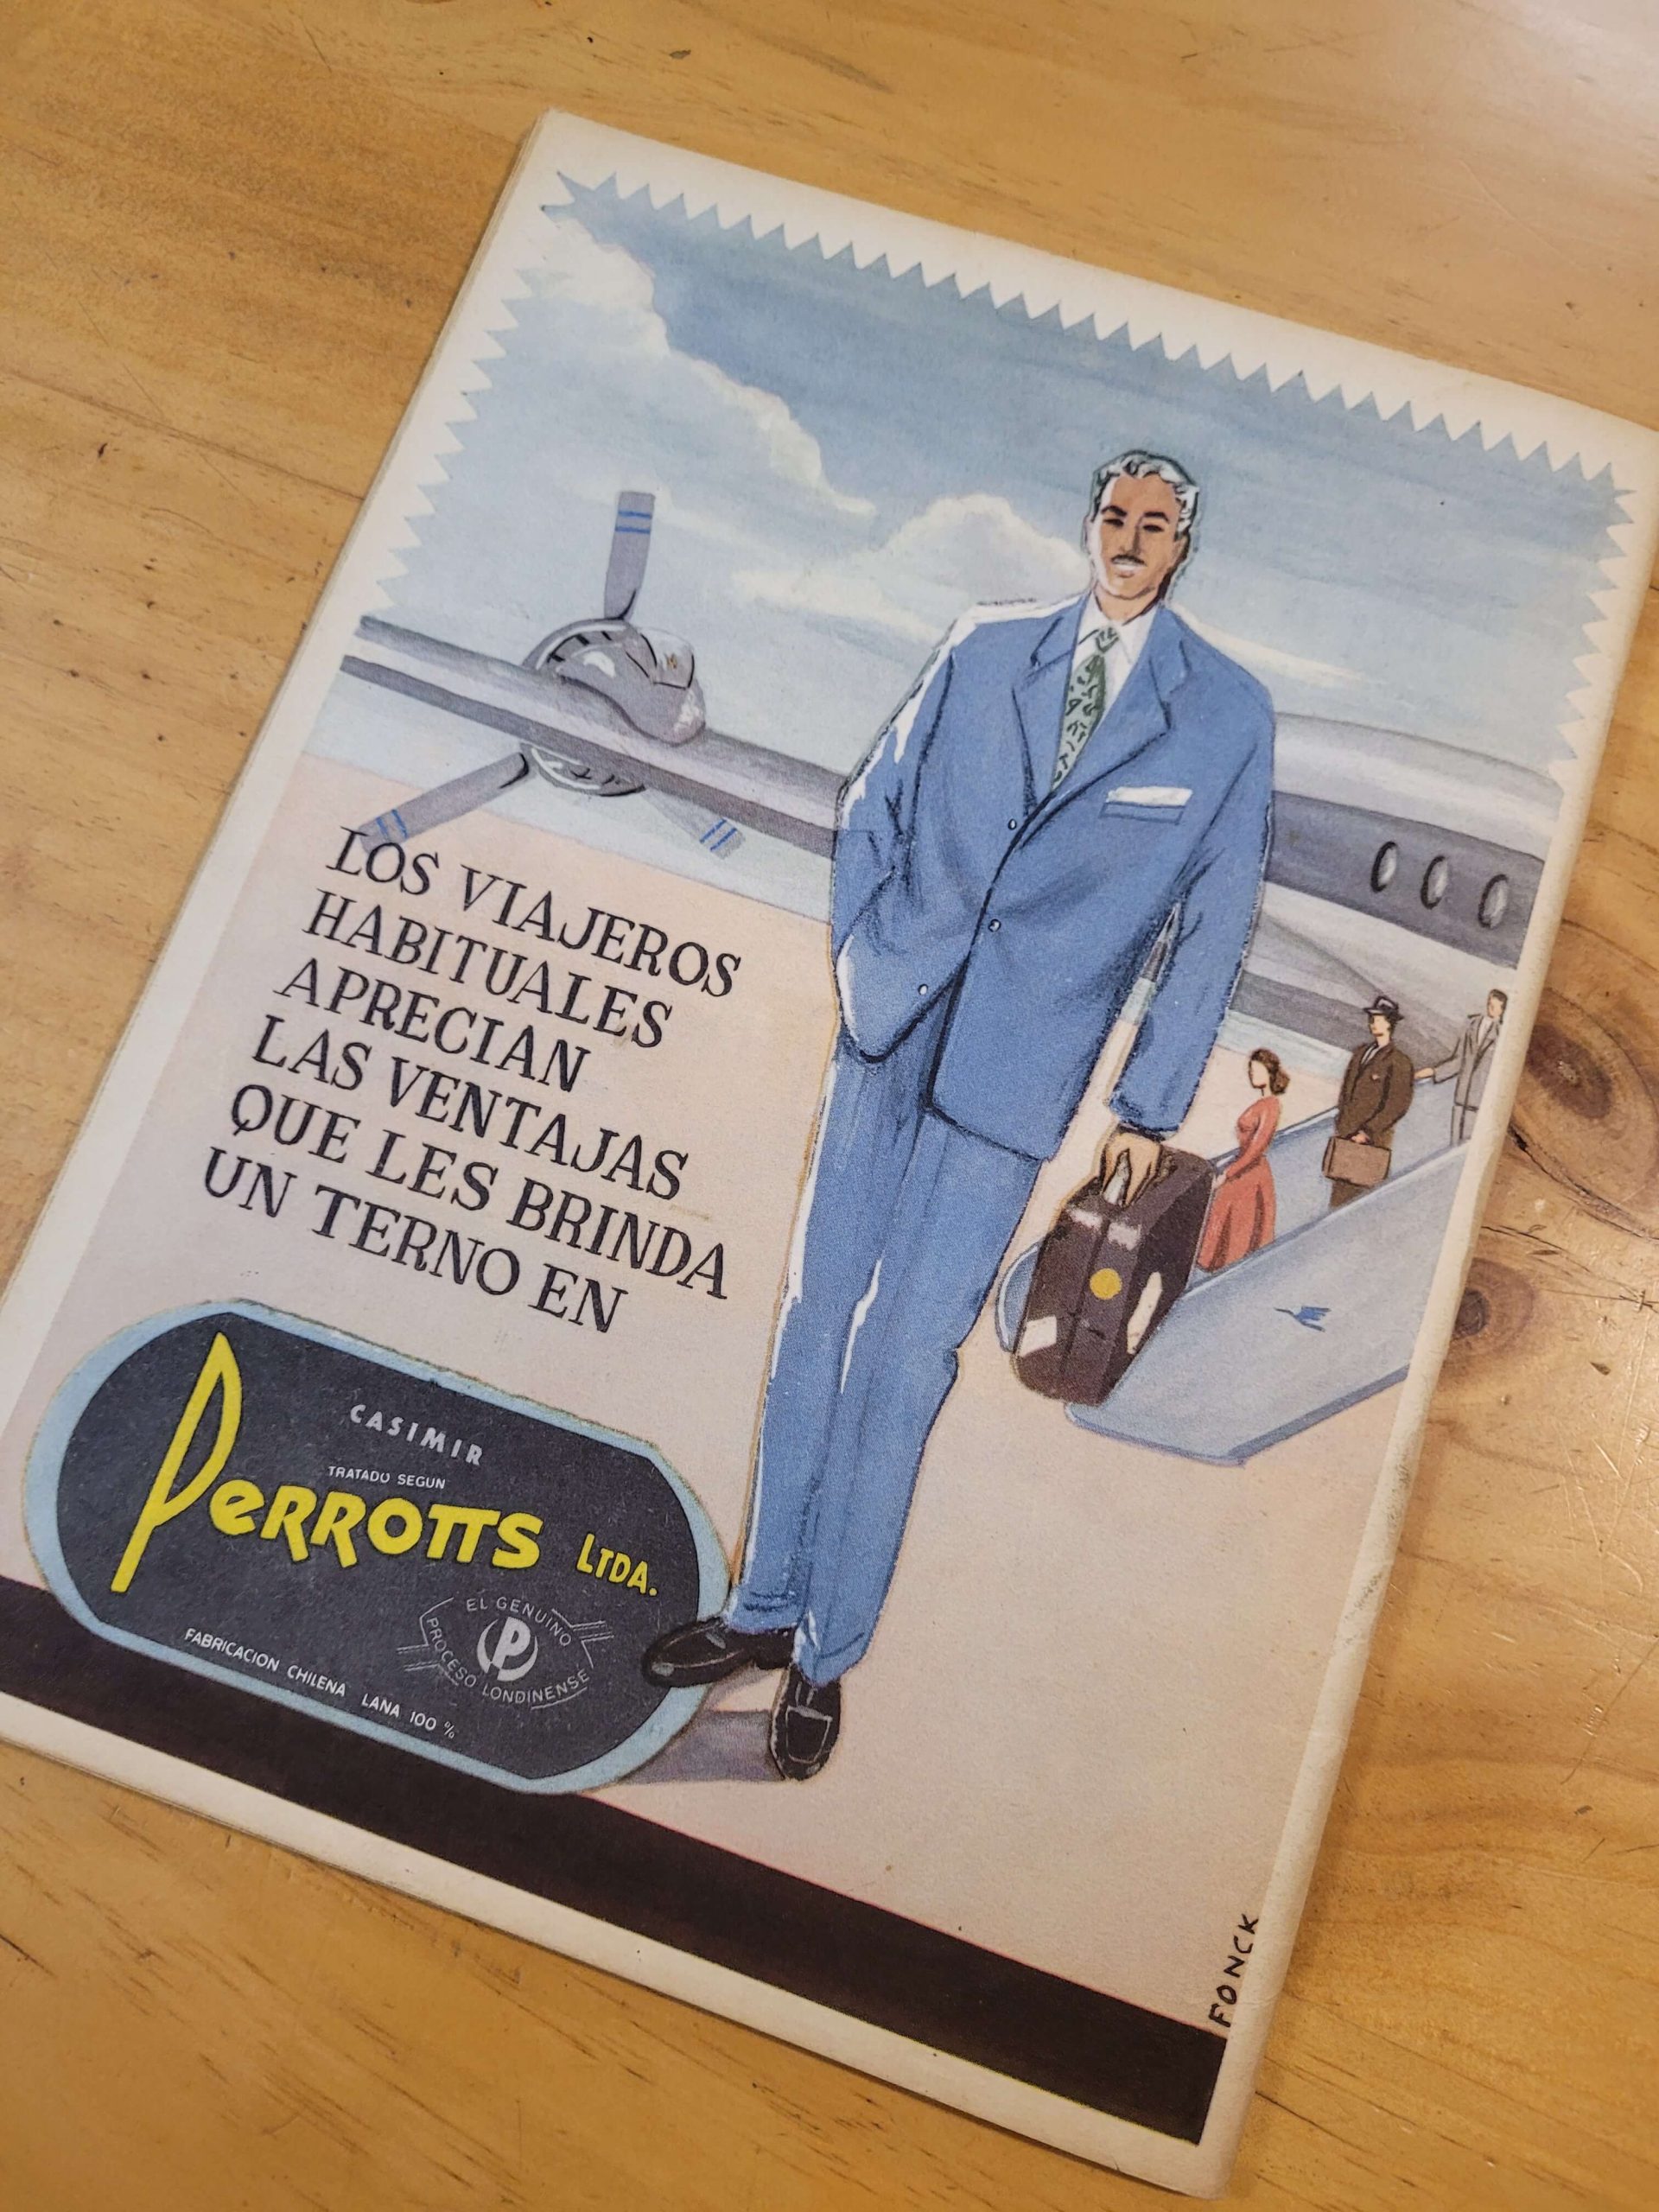 LOS VIAJEROS
HABITUALES
APRECIAN
LAS VENTAJAS
QUE LES BRINDA
UN TERNO EN
CASIMIR
TRATADO SEGUN
PERROTTS LTDA.
EL GENUINO
P
PROCESO LONDINENSE
FABRICACION CHILENA LANA 100 %
FONCK